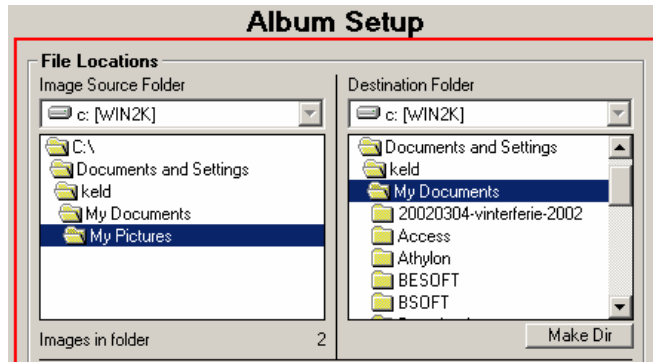 Album Setup
File Locations
Image Source Folder
c: [WIN2K]
C:\
Documents and Settings
keld
My Documents
My Pictures
Images in folder 2
Destination Folder
c: [WIN2K]
Documents and Settings
keld
My Documents
20020304-vinterferie-2002
Access
Athylon
BESOFT
BSOFT
Make Dir